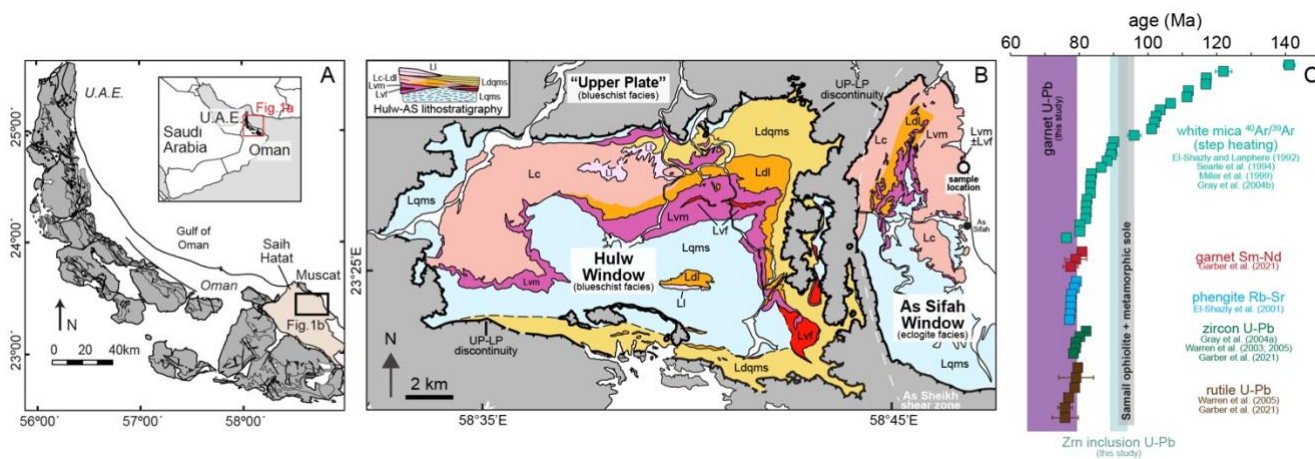 A
U.A.E.
Fig.1a
U.A.E.
Saudi
Arabia
Oman
25°00'
24°00'
23°00'
Gulf of
Oman
Saih
Hatat
Muscat
Oman
Fig.1b
N
0 20 40km
56°00' 57°00' 58°00'
B
Ll
Lc-Ldl
Lvm
Lvf
Ldqms
Lqms
Hulw-AS lithostratigraphy
"Upper Plate"
(blueschist facies)
UP-LP
discontinuity
Ldqms
Lc
Ldl
Lvm
Lvm
±Lvf
sample
location
As
Sifah
Lqms
Lc
Ldl
Lvm
Lvf
Lqms
Hulw
Window
(blueschist facies)
Ldl
Ll
Lvm
Lc
As Sifah
Window
(eclogite facies)
Lvf
Lqms
UP-LP
discontinuity
Ldqms
As Sheikh
shear zone
N
2 km
23°25'
58°35' 58°45'
age (Ma)
60 80 100 120 140
C
garnet U-Pb
(this study)
white mica 40Ar/39Ar
(step heating)
El-Shazly and Lanphere (1992)
Searle et al. (1994)
Miller et al. (1999)
Gray et al. (2004b)
Samail ophiolite + metamorphic sole
garnet Sm-Nd
Garber et al. (2021)
phengite Rb-Sr
El-Shazly et al. (2001)
zircon U-Pb
Gray et al. (2004a)
Warren et al. (2003; 2005)
Garber et al. (2021)
rutile U-Pb
Warren et al. (2005)
Garber et al. (2021)
Zrn inclusion U-Pb
(this study)